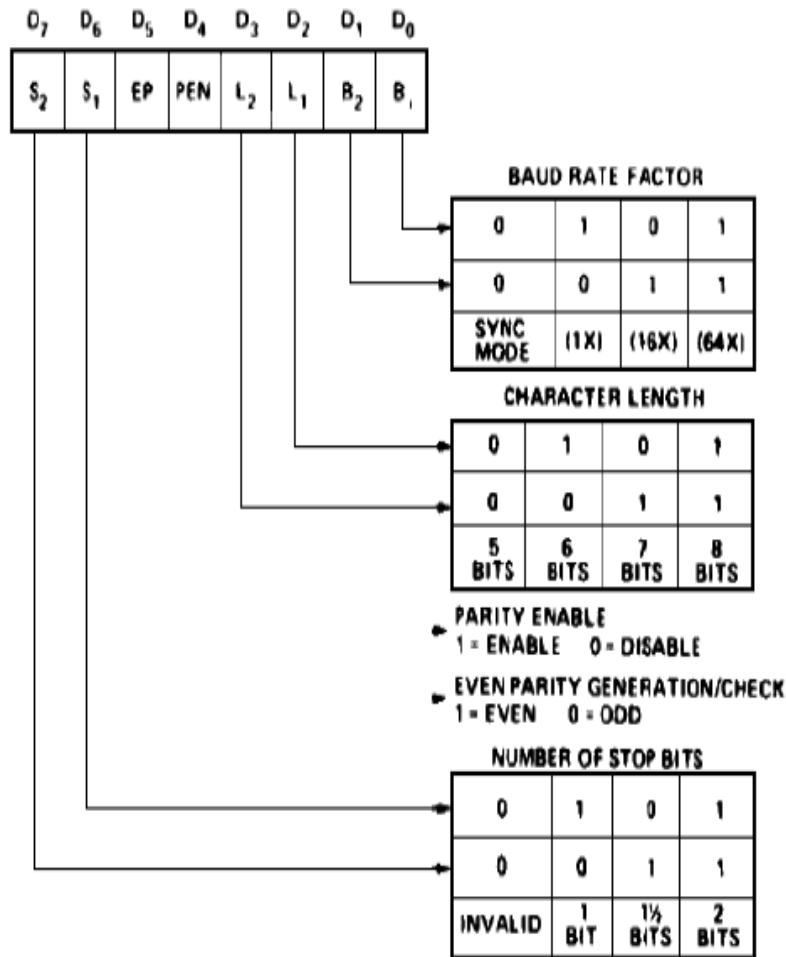 D7 D6 D5 D4 D3 D2 D1 D0
S2 S1 EP PEN L2 L1 B2 B1
BAUD RATE FACTOR
0 1 0 1
0 0 1 1
SYNC MODE (1X) (16X) (64X)
CHARACTER LENGTH
0 1 0 1
0 0 1 1
5 BITS 6 BITS 7 BITS 8 BITS
PARITY ENABLE
1 = ENABLE 0 = DISABLE
EVEN PARITY GENERATION/CHECK
1 = EVEN 0 = ODD
NUMBER OF STOP BITS
0 1 0 1
0 0 1 1
INVALID 1 BIT 1½ BITS 2 BITS